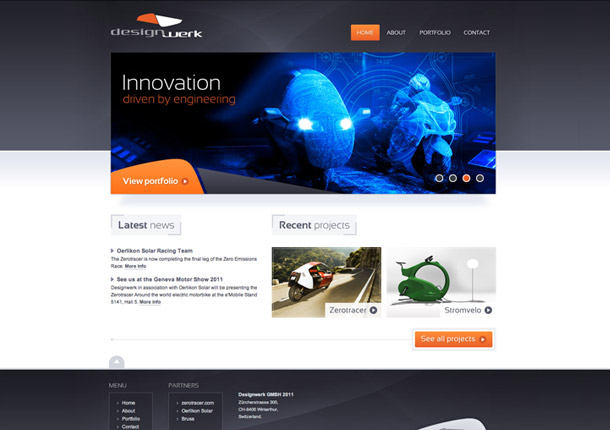 designwerk
HOME ABOUT PORTFOLIO CONTACT
Innovation
driven by engineering
View portfolio
Latest news
Recent projects
Oerlikon Solar Racing Team
The Zerotracer is now completing the final leg of the Zero Emissions
Race. More info
See us at the Geneva Motor Show 2011
Designwerk in association with Oerlikon Solar will be presenting the
Zerotracer Around the world electric motorbike at the e'Mobile Stand
5141, Hall 5. More info
Zerotracer
Stromvelo
See all projects
MENU
Home
About
Portfolio
Contact
PARTNERS
zerotracer.com
Oerlikon Solar
Brusa
Designwerk GMBH 2011
Zürcherstrasse 300,
CH-8406 Winterthur,
Switzerland.